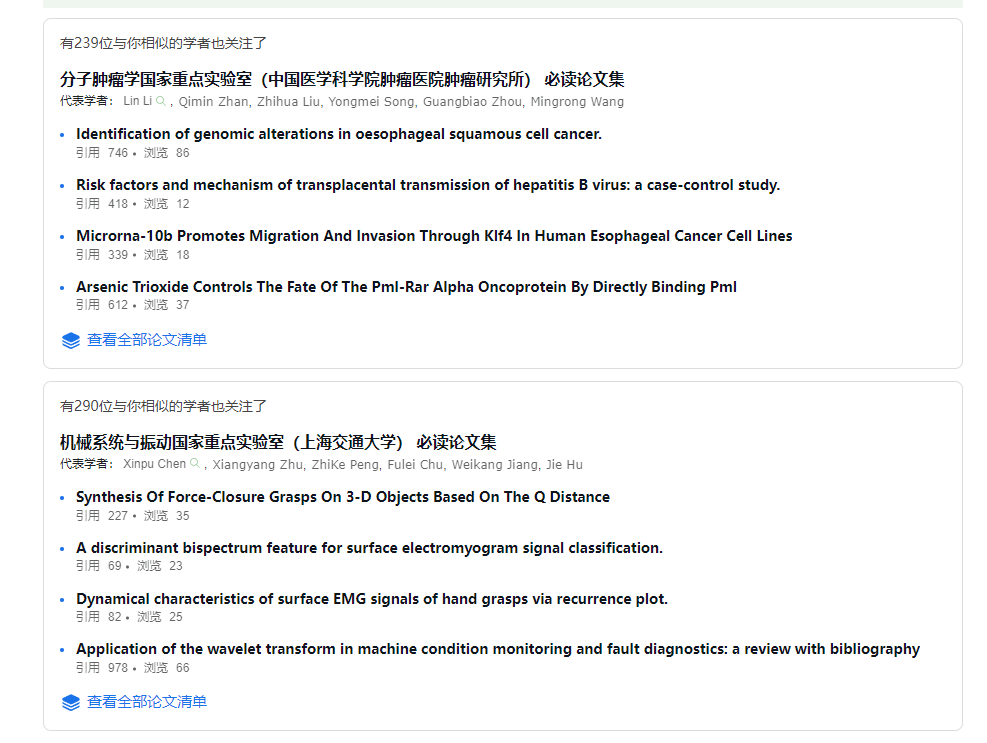 有239位与你相似的学者也关注了
分子肿瘤学国家重点实验室（中国医学科学院肿瘤医院肿瘤研究所） 必读论文集
代表学者： Lin Li , Qimin Zhan, Zhihua Liu, Yongmei Song, Guangbiao Zhou, Mingrong Wang
• Identification of genomic alterations in oesophageal squamous cell cancer.
引用 746 • 浏览 86
• Risk factors and mechanism of transplacental transmission of hepatitis B virus: a case-control study.
引用 418 • 浏览 12
• Microrna-10b Promotes Migration And Invasion Through Klf4 In Human Esophageal Cancer Cell Lines
引用 339 • 浏览 18
• Arsenic Trioxide Controls The Fate Of The Pml-Rar Alpha Oncoprotein By Directly Binding Pml
引用 612 • 浏览 37
查看全部论文清单
有290位与你相似的学者也关注了
机械系统与振动国家重点实验室（上海交通大学） 必读论文集
代表学者： Xinpu Chen , Xiangyang Zhu, ZhiKe Peng, Fulei Chu, Weikang Jiang, Jie Hu
• Synthesis Of Force-Closure Grasps On 3-D Objects Based On The Q Distance
引用 227 • 浏览 35
• A discriminant bispectrum feature for surface electromyogram signal classification.
引用 69 • 浏览 23
• Dynamical characteristics of surface EMG signals of hand grasps via recurrence plot.
引用 82 • 浏览 25
• Application of the wavelet transform in machine condition monitoring and fault diagnostics: a review with bibliography
引用 978 • 浏览 66
查看全部论文清单